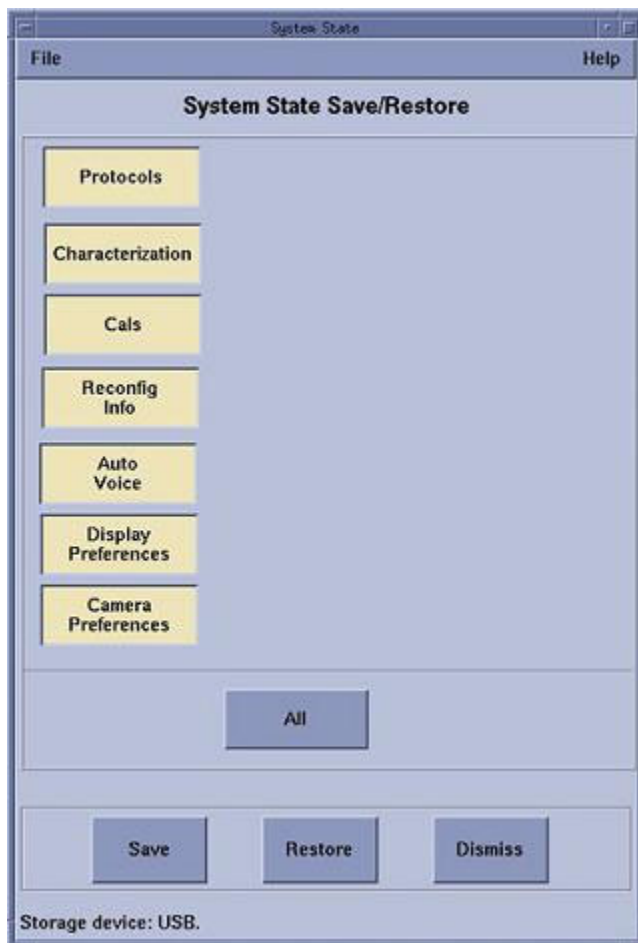 System State
File Help
System State Save/Restore
Protocols
Characterization
Cals
Reconfig
Info
Auto
Voice
Display
Preferences
Camera
Preferences
All
Save Restore Dismiss
Storage device: USB.